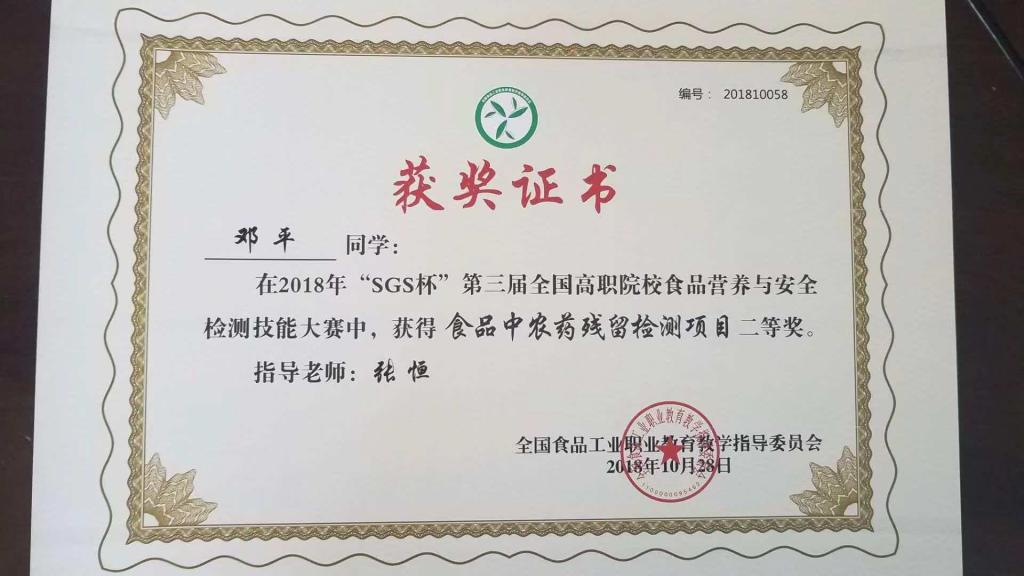 编号： 201810058
获奖证书
邓平 同学：
在2018年“SGS杯”第三届全国高职院校食品营养与安全
检测技能大赛中，获得 食品中农药残留检测项目 二等奖。
指导老师：张恒
全国食品工业职业教育教学指导委员会
2018年10月28日